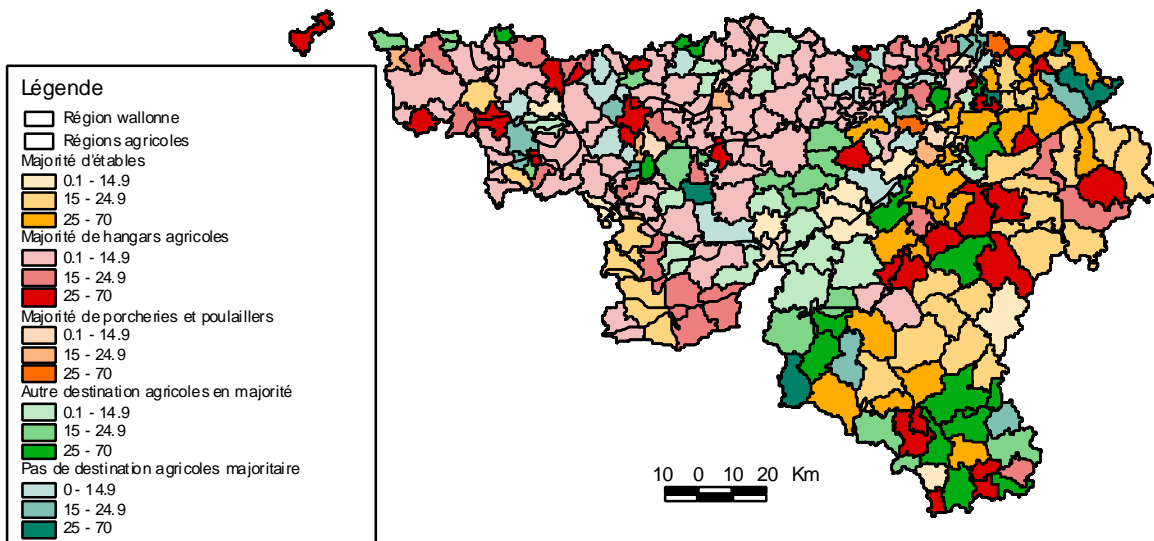 Légende
Région wallonne
Régions agricoles
Majorité d'étables
0.1 - 14.9
15 - 24.9
25 - 70
Majorité de hangars agricoles
0.1 - 14.9
15 - 24.9
25 - 70
Majorité de porcheries et poulaillers
0.1 - 14.9
15 - 24.9
25 - 70
Autre destination agricoles en majorité
0.1 - 14.9
15 - 24.9
25 - 70
Pas de destination agricoles majoritaire
0 - 14.9
15 - 24.9
25 - 70
10 0 10 20 Km